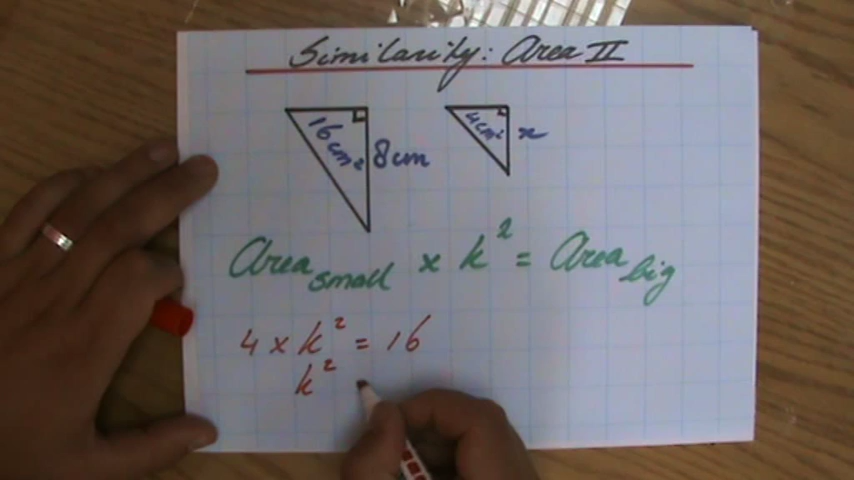 Similarity: Area II
16cm²
8cm
4cm²
x
Area small x k² = Area big
4 x k² = 16
k²